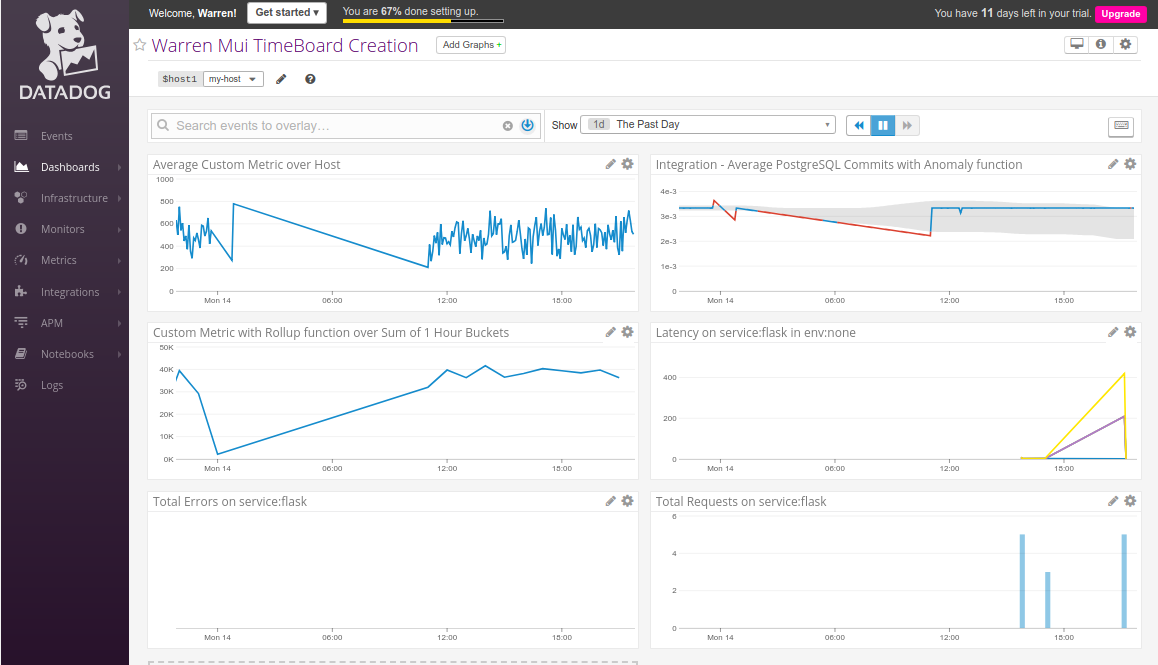 Welcome, Warren! Get started ▾ You are 67% done setting up. You have 11 days left in your trial. Upgrade
DATADOG
Events
Dashboards
Infrastructure
Monitors
Metrics
Integrations
APM
Notebooks
Logs
Warren Mui TimeBoard Creation Add Graphs +
$host1 my-host
Search events to overlay... Show 1d The Past Day
Average Custom Metric over Host
1000
800
600
400
200
0
Mon 14 06:00 12:00 18:00
Integration - Average PostgreSQL Commits with Anomaly function
4e-3
3e-3
2e-3
1e-3
0
Mon 14 06:00 12:00 18:00
Custom Metric with Rollup function over Sum of 1 Hour Buckets
50K
40K
30K
20K
10K
0K
Mon 14 06:00 12:00 18:00
Latency on service:flask in env:none
400
200
0
Mon 14 06:00 12:00 18:00
Total Errors on service:flask
Mon 14 06:00 12:00 18:00
Total Requests on service:flask
6
4
2
0
Mon 14 06:00 12:00 18:00